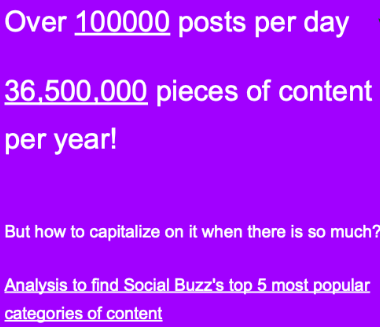 Over 100000 posts per day
36,500,000 pieces of content
per year!
But how to capitalize on it when there is so much?
Analysis to find Social Buzz's top 5 most popular
categories of content